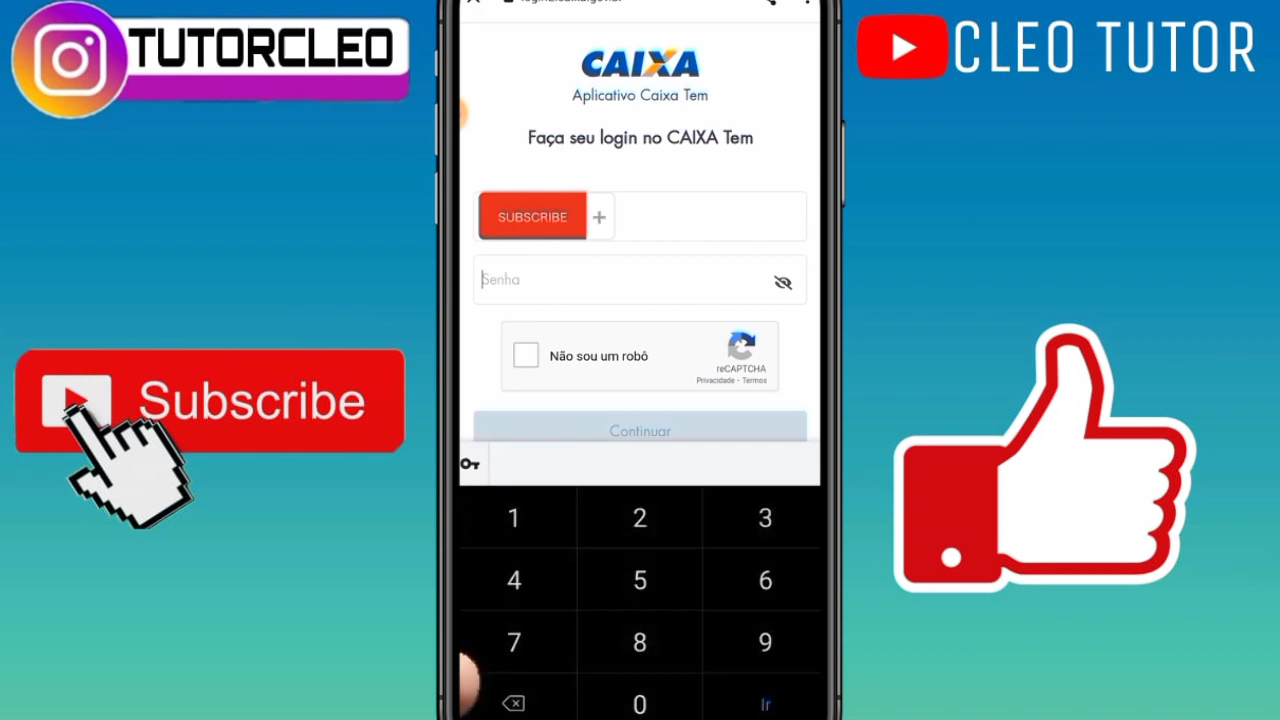 TUTORCLEO
CLEO TUTOR
CAIXA
Aplicativo Caixa Tem
Faça seu login no CAIXA Tem
SUBSCRIBE +
Senha
Não sou um robô
reCAPTCHA
Privacidade - Termos
Continuar
Subscribe
1 2 3
4 5 6
7 8 9
0 Ir